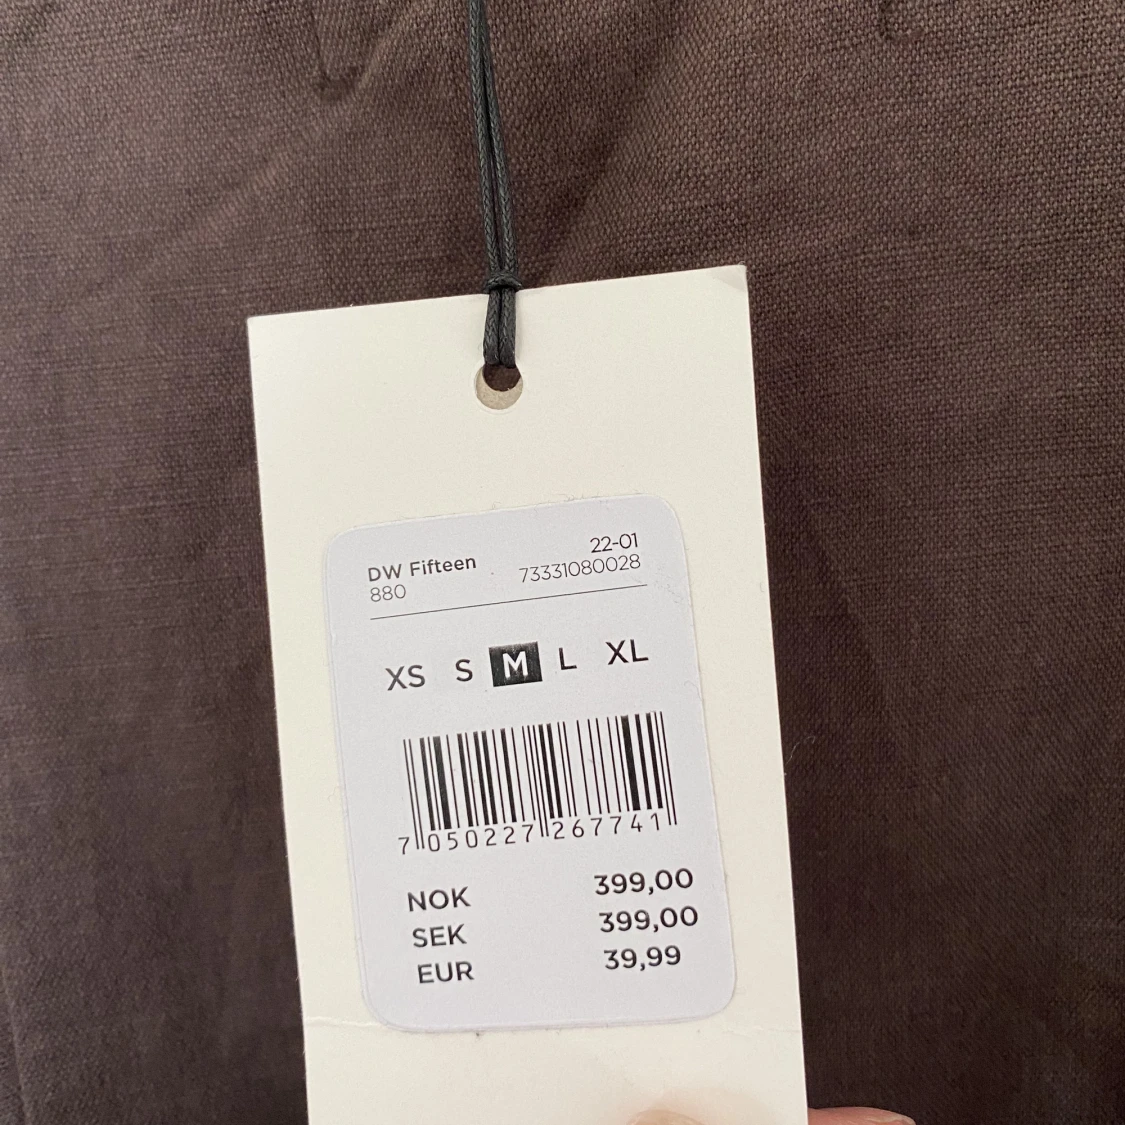 DW Fifteen 22-01
880 73331080028
XS S M L XL
7 050227 267741
NOK 399,00
SEK 399,00
EUR 39,99